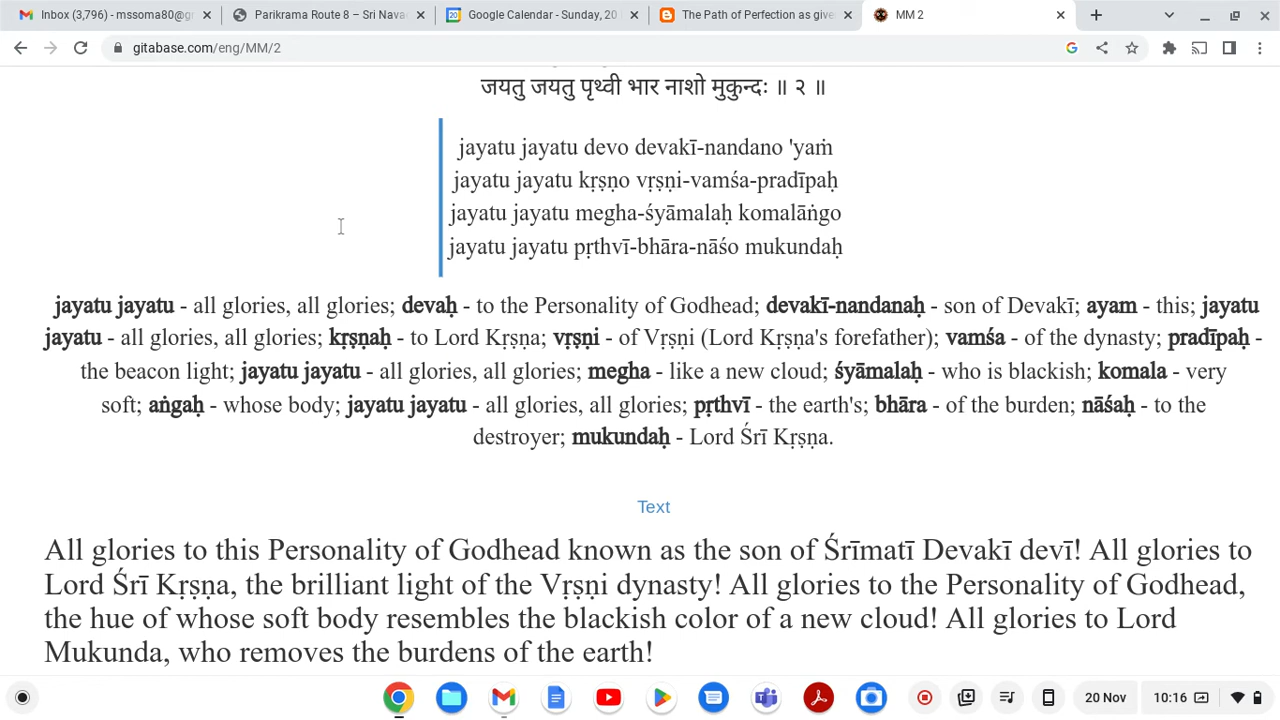 Inbox (3,796) - mssoma80@g
Parikrama Route 8 – Sri Nava
Google Calendar - Sunday, 20
The Path of Perfection as give
MM 2
gitabase.com/eng/MM/2
जयतु जयतु पृथ्वी भार नाशो मुकुन्दः ॥ २ ॥
jayatu jayatu devo devakī-nandano 'yaṁ
jayatu jayatu kṛṣṇo vṛṣṇi-vaṁśa-pradīpaḥ
jayatu jayatu megha-śyāmalaḥ komalāṅgo
jayatu jayatu pṛthvī-bhāra-nāśo mukundaḥ
jayatu jayatu - all glories, all glories; devaḥ - to the Personality of Godhead; devakī-nandanaḥ - son of Devakī; ayam - this; jayatu
jayatu - all glories, all glories; kṛṣṇaḥ - to Lord Kṛṣṇa; vṛṣṇi - of Vṛṣṇi (Lord Kṛṣṇa's forefather); vamśa - of the dynasty; pradīpaḥ -
the beacon light; jayatu jayatu - all glories, all glories; megha - like a new cloud; śyāmalaḥ - who is blackish; komala - very
soft; aṅgaḥ - whose body; jayatu jayatu - all glories, all glories; pṛthvī - the earth's; bhāra - of the burden; nāśaḥ - to the
destroyer; mukundaḥ - Lord Śrī Kṛṣṇa.
Text
All glories to this Personality of Godhead known as the son of Śrīmatī Devakī devī! All glories to
Lord Śrī Kṛṣṇa, the brilliant light of the Vṛṣṇi dynasty! All glories to the Personality of Godhead,
the hue of whose soft body resembles the blackish color of a new cloud! All glories to Lord
Mukunda, who removes the burdens of the earth!
20 Nov
10:16